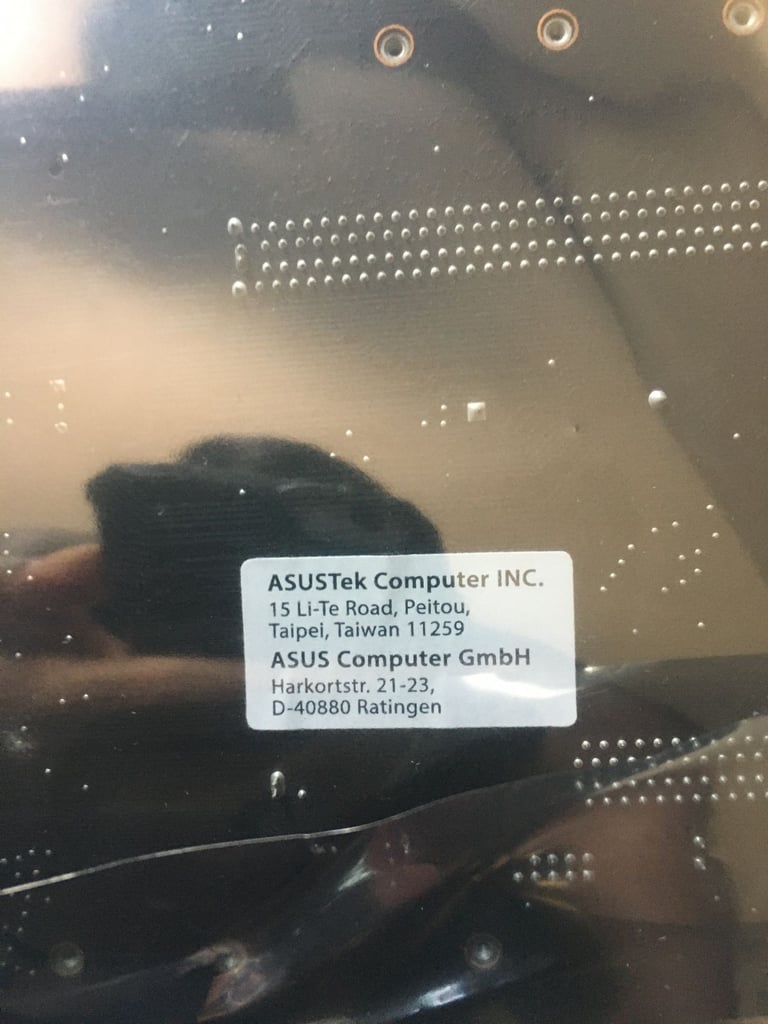 ASUSTek Computer INC.
15 Li-Te Road, Peitou,
Taipei, Taiwan 11259
ASUS Computer GmbH
Harkortstr. 21-23,
D-40880 Ratingen